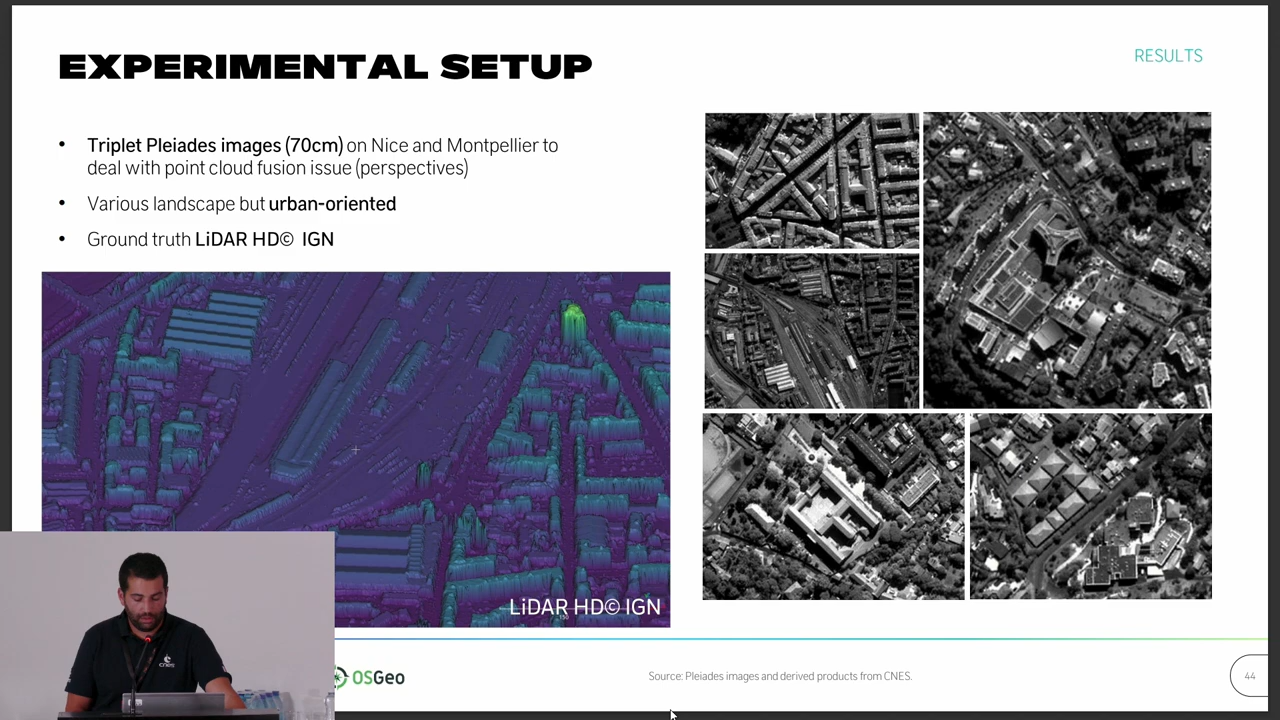 EXPERIMENTAL SETUP
RESULTS
• Triplet Pleiades images (70cm) on Nice and Montpellier to
deal with point cloud fusion issue (perspectives)
• Various landscape but urban-oriented
• Ground truth LiDAR HD© IGN
LiDAR HD© IGN
150
cnes
OSGeo
Source: Pleiades images and derived products from CNES.
44